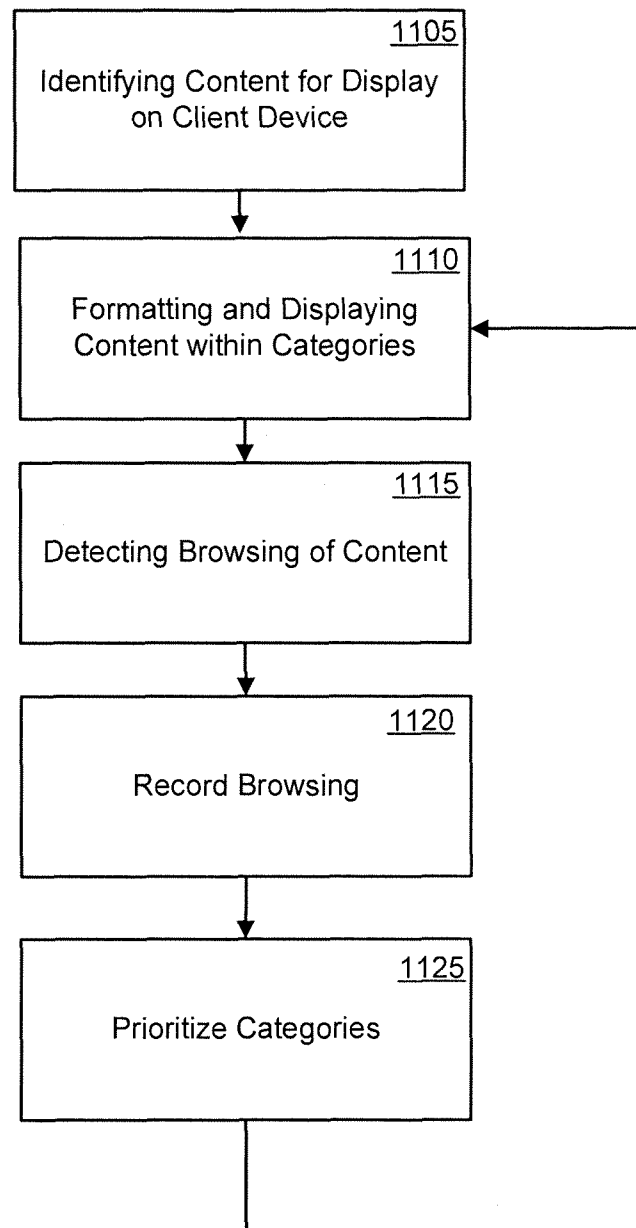 1105
Identifying Content for Display
on Client Device
1110
Formatting and Displaying
Content within Categories
1115
Detecting Browsing of Content
1120
Record Browsing
1125
Prioritize Categories